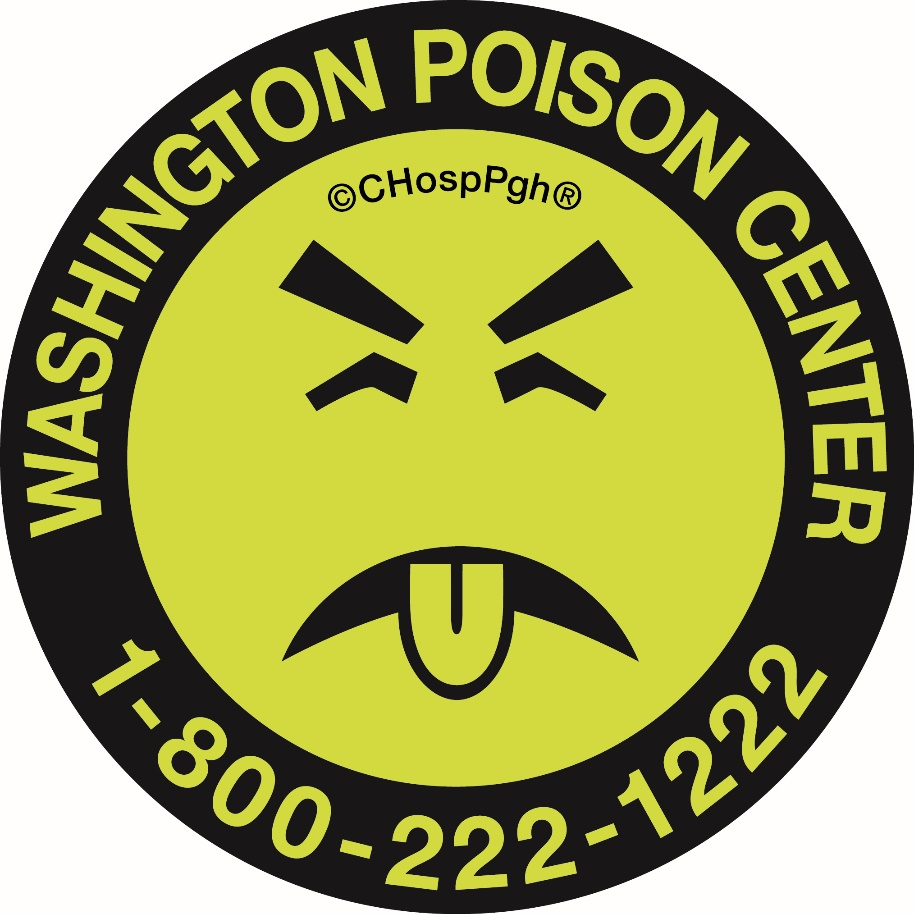 WASHINGTON POISON CENTER
©CHospPgh®
1-800-222-1222